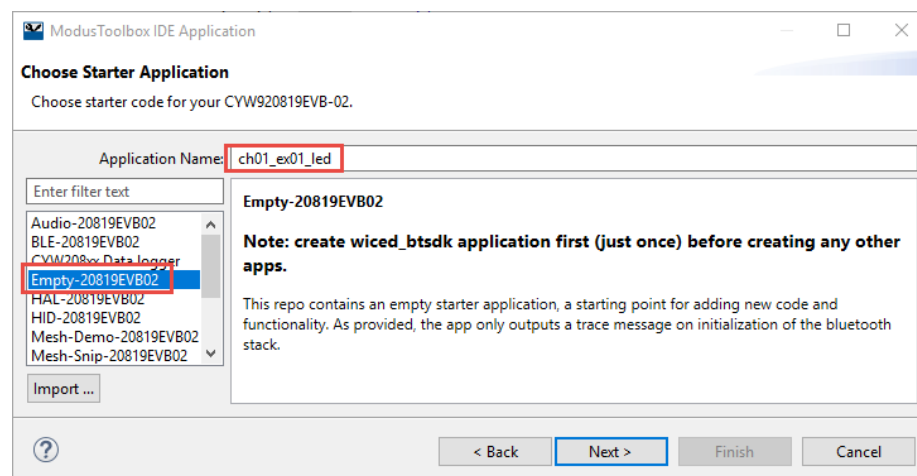 ModusToolbox IDE Application
Choose Starter Application
Choose starter code for your CYW920819EVB-02.
Application Name:
ch01_ex01_led
Enter filter text
Audio-20819EVB02
BLE-20819EVB02
CYW208xx Data logger
Empty-20819EVB02
HAL-20819EVB02
HID-20819EVB02
Mesh-Demo-20819EVB02
Mesh-Snip-20819EVB02
Import ...
Empty-20819EVB02
Note: create wiced_btsdk application first (just once) before creating any other
apps.
This repo contains an empty starter application, a starting point for adding new code and
functionality. As provided, the app only outputs a trace message on initialization of the bluetooth
stack.
?
< Back
Next >
Finish
Cancel